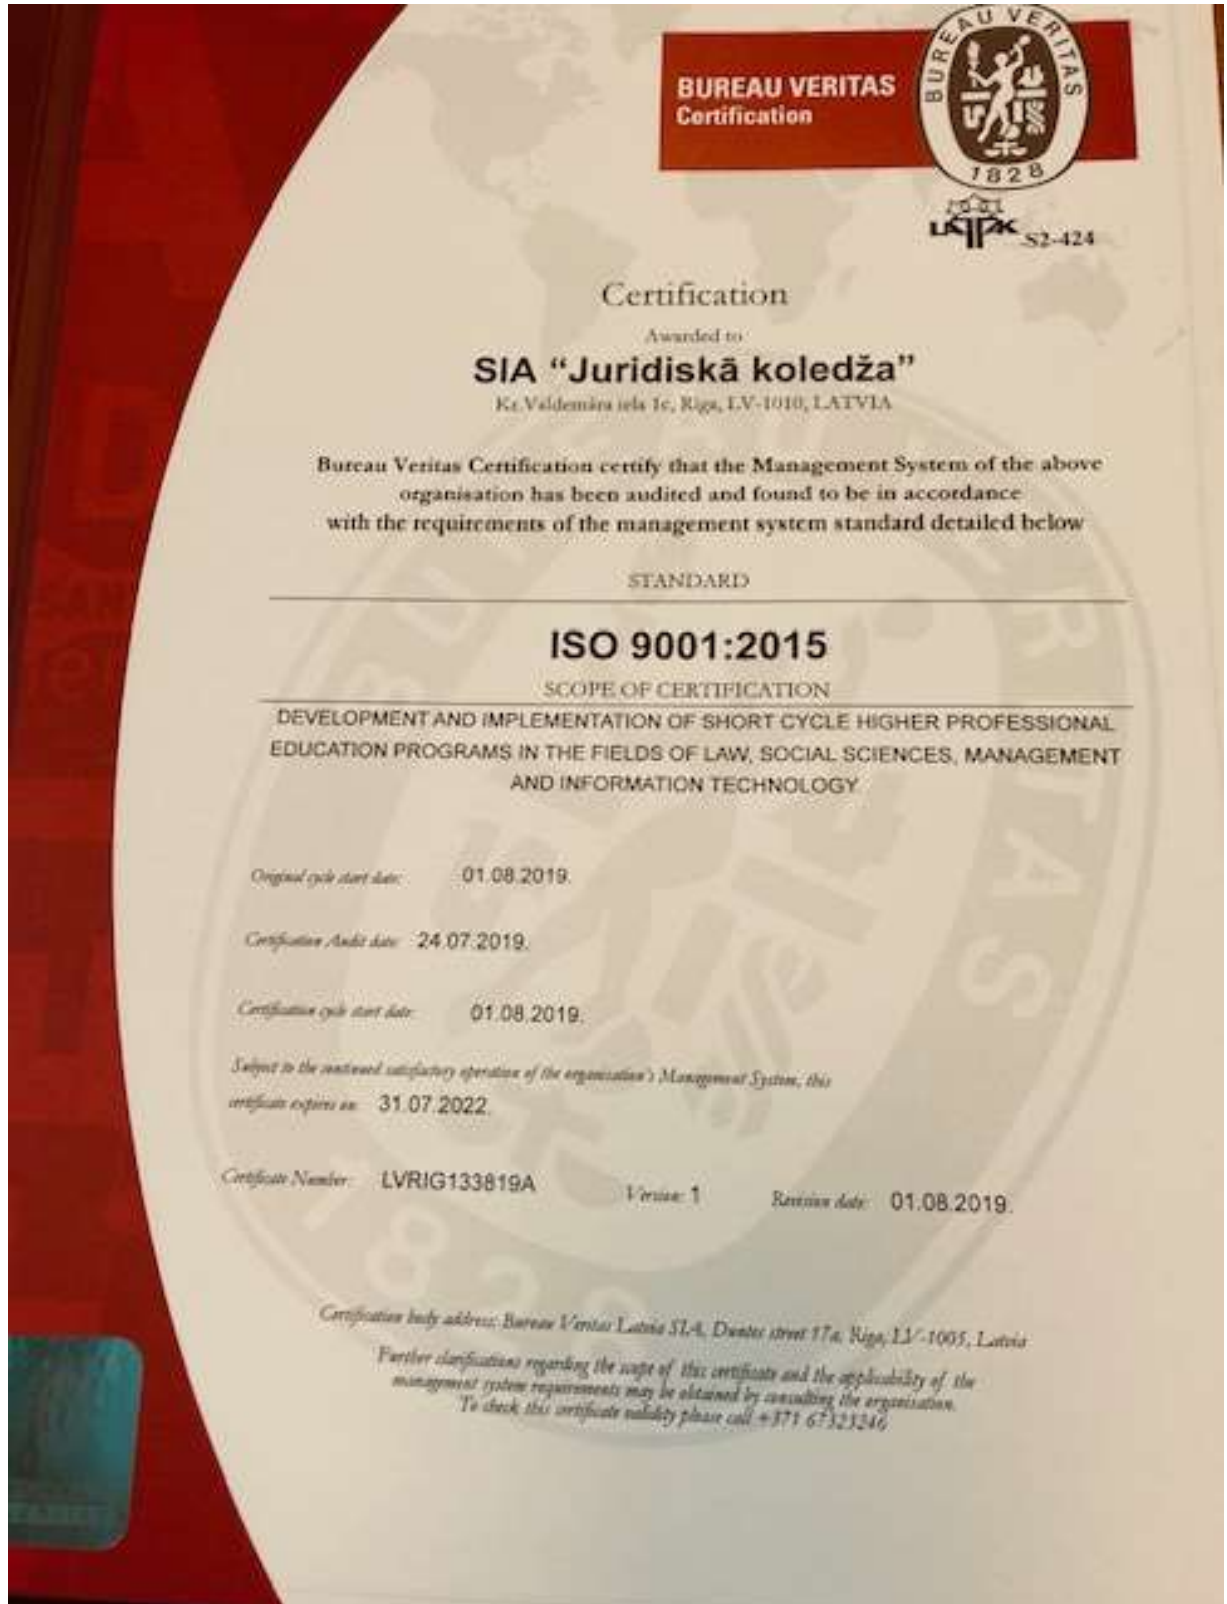 BUREAU VERITAS
Certification
BUREAU VERITAS
1828
LATAK S2-424
Certification
Awarded to
SIA “Juridiskā koledža”
Kr.Valdemāra iela 1c, Riga, LV-1010, LATVIA
Bureau Veritas Certification certify that the Management System of the above
organisation has been audited and found to be in accordance
with the requirements of the management system standard detailed below
STANDARD
ISO 9001:2015
SCOPE OF CERTIFICATION
DEVELOPMENT AND IMPLEMENTATION OF SHORT CYCLE HIGHER PROFESSIONAL
EDUCATION PROGRAMS IN THE FIELDS OF LAW, SOCIAL SCIENCES, MANAGEMENT
AND INFORMATION TECHNOLOGY
Original cycle start date: 01.08.2019.
Certification Audit date: 24.07.2019.
Certification cycle start date: 01.08.2019.
Subject to the continued satisfactory operation of the organisation's Management System, this
certificate expires on: 31.07.2022.
Certificate Number: LVRIG133819A Version: 1 Revision date: 01.08.2019.
Certification body address: Bureau Veritas Latvia SIA, Duntes street 17a, Riga, LV-1005, Latvia
Further clarifications regarding the scope of this certificate and the applicability of the
management system requirements may be obtained by consulting the organisation.
To check this certificate validity please call +371 67323246